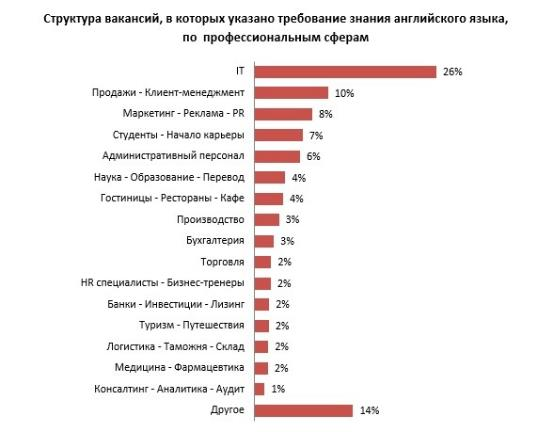 Структура вакансий, в которых указано требование знания английского языка,
по профессиональным сферам
IT 26%
Продажи - Клиент-менеджмент 10%
Маркетинг - Реклама - PR 8%
Студенты - Начало карьеры 7%
Административный персонал 6%
Наука - Образование - Перевод 4%
Гостиницы - Рестораны - Кафе 4%
Производство 3%
Бухгалтерия 3%
Торговля 2%
HR специалисты - Бизнес-тренеры 2%
Банки - Инвестиции - Лизинг 2%
Туризм - Путешествия 2%
Логистика - Таможня - Склад 2%
Медицина - Фармацевтика 2%
Консалтинг - Аналитика - Аудит 1%
Другое 14%